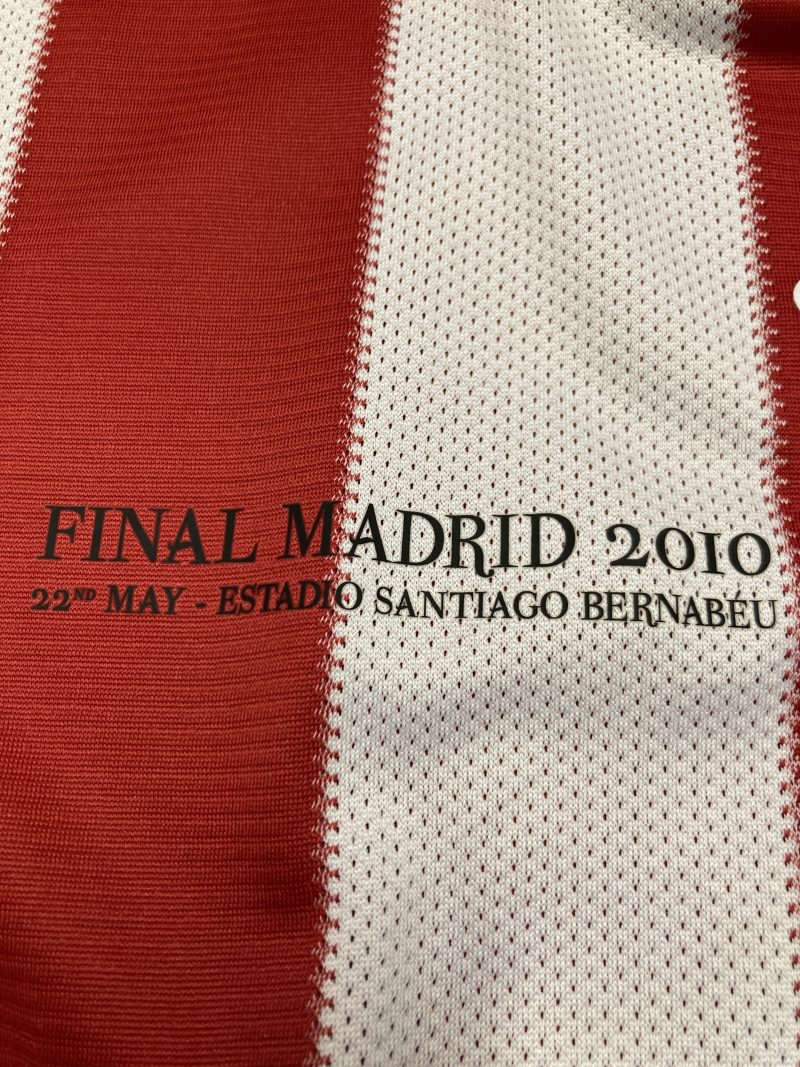 FINAL MADRID 2010
22ND MAY - ESTADIO SANTIAGO BERNABÉU